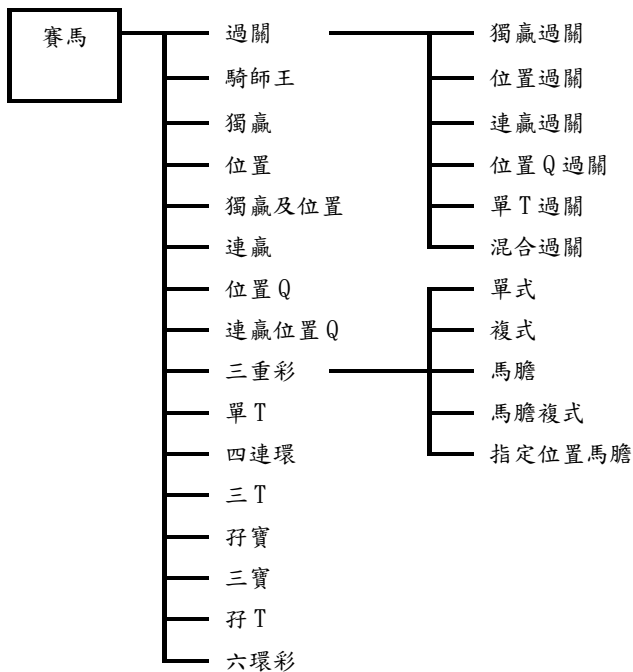 賽馬
過關
獨贏過關
騎師王
位置過關
獨贏
連贏過關
位置
位置Q過關
獨贏及位置
單T過關
連贏
混合過關
位置Q
單式
連贏位置Q
複式
三重彩
馬膽
單T
馬膽複式
四連環
指定位置馬膽
三T
孖寶
三寶
孖T
六環彩